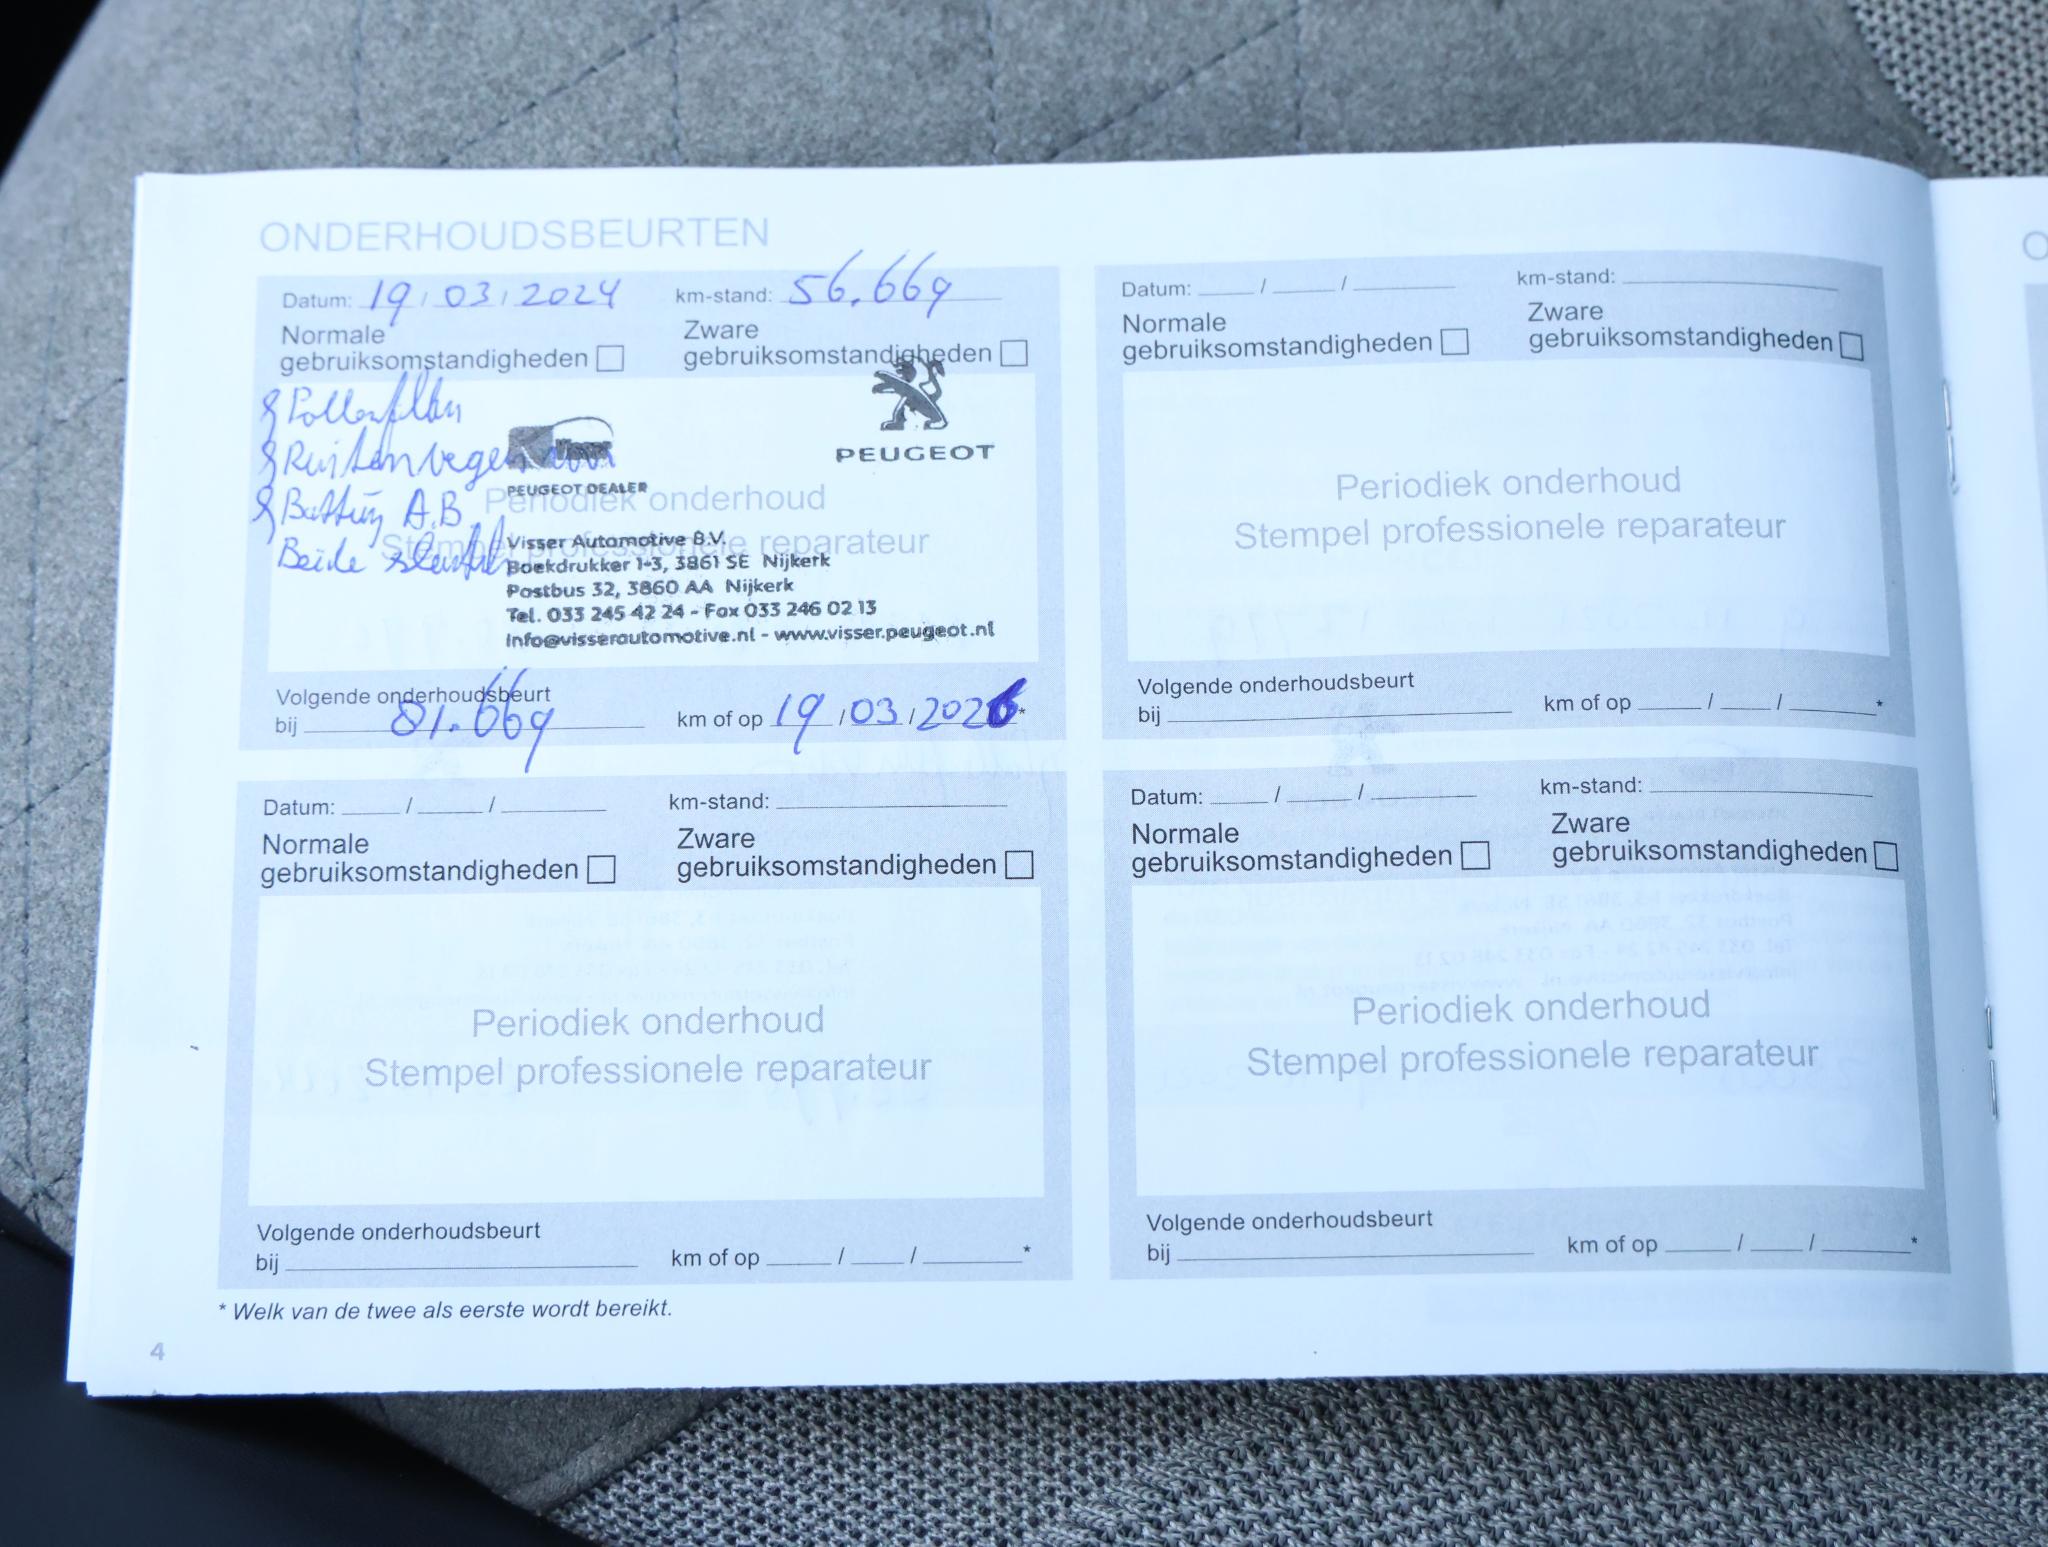 ONDERHOUDSBEURTEN
Datum: 19/03/2024 km-stand: 56.669
Normale gebruiksomstandigheden
Zware gebruiksomstandigheden
Pollenfilter
Ruitenwegen
Batterij A.B
Beide sleutels
PEUGEOT
Visser
PEUGEOT DEALER
Periodiek onderhoud
Stempel professionele reparateur
Visser Automotive B.V.
Boekdrukker 1-3, 3861 SE Nijkerk
Postbus 32, 3860 AA Nijkerk
Tel. 033 245 42 24 - Fax 033 246 02 13
Info@visserautomotive.nl - www.visser.peugeot.nl
Volgende onderhoudsbeurt
bij 81.669 km of op 19/03/2026*
Datum: / / km-stand:
Normale gebruiksomstandigheden
Zware gebruiksomstandigheden
Periodiek onderhoud
Stempel professionele reparateur
Volgende onderhoudsbeurt
bij km of op / / *
Datum: / / km-stand:
Normale gebruiksomstandigheden
Zware gebruiksomstandigheden
Periodiek onderhoud
Stempel professionele reparateur
Volgende onderhoudsbeurt
bij km of op / / *
Datum: / / km-stand:
Normale gebruiksomstandigheden
Zware gebruiksomstandigheden
Periodiek onderhoud
Stempel professionele reparateur
Volgende onderhoudsbeurt
bij km of op / / *
* Welk van de twee als eerste wordt bereikt.
4